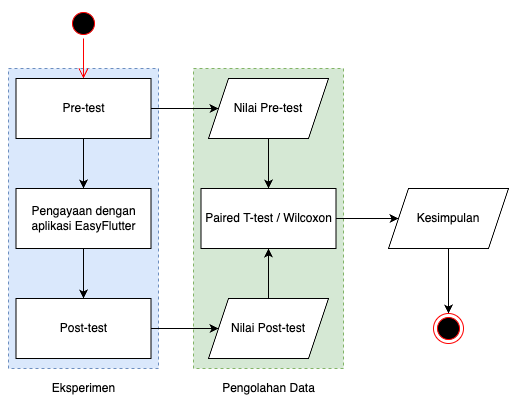 Pre-test
Nilai Pre-test
Pengayaan dengan
aplikasi EasyFlutter
Paired T-test / Wilcoxon
Kesimpulan
Post-test
Nilai Post-test
Eksperimen
Pengolahan Data